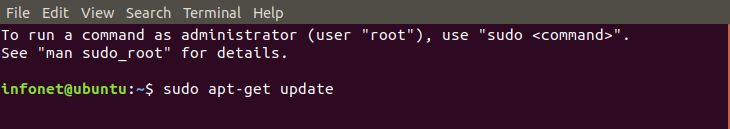 File Edit View Search Terminal Help
To run a command as administrator (user "root"), use "sudo <command>".
See "man sudo_root" for details.
infonet@ubuntu:~$ sudo apt-get update